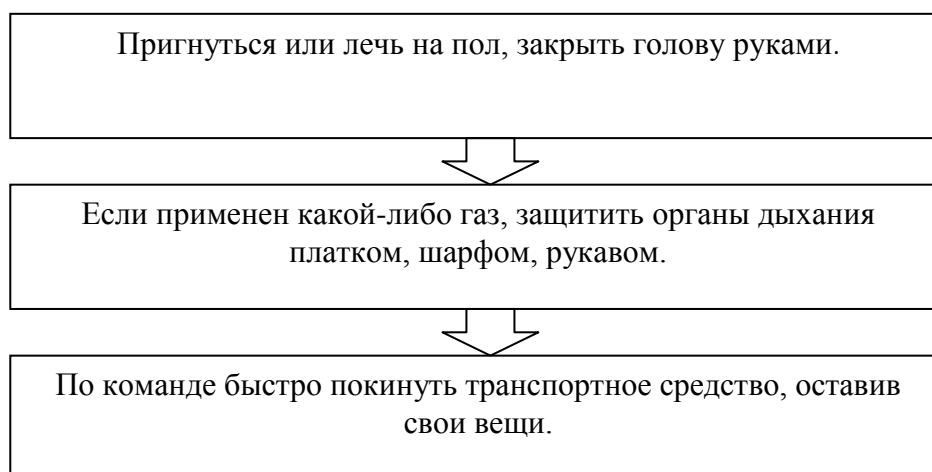 Пригнуться или лечь на пол, закрыть голову руками.
Если применен какой-либо газ, защитить органы дыхания
платком, шарфом, рукавом.
По команде быстро покинуть транспортное средство, оставив
свои вещи.